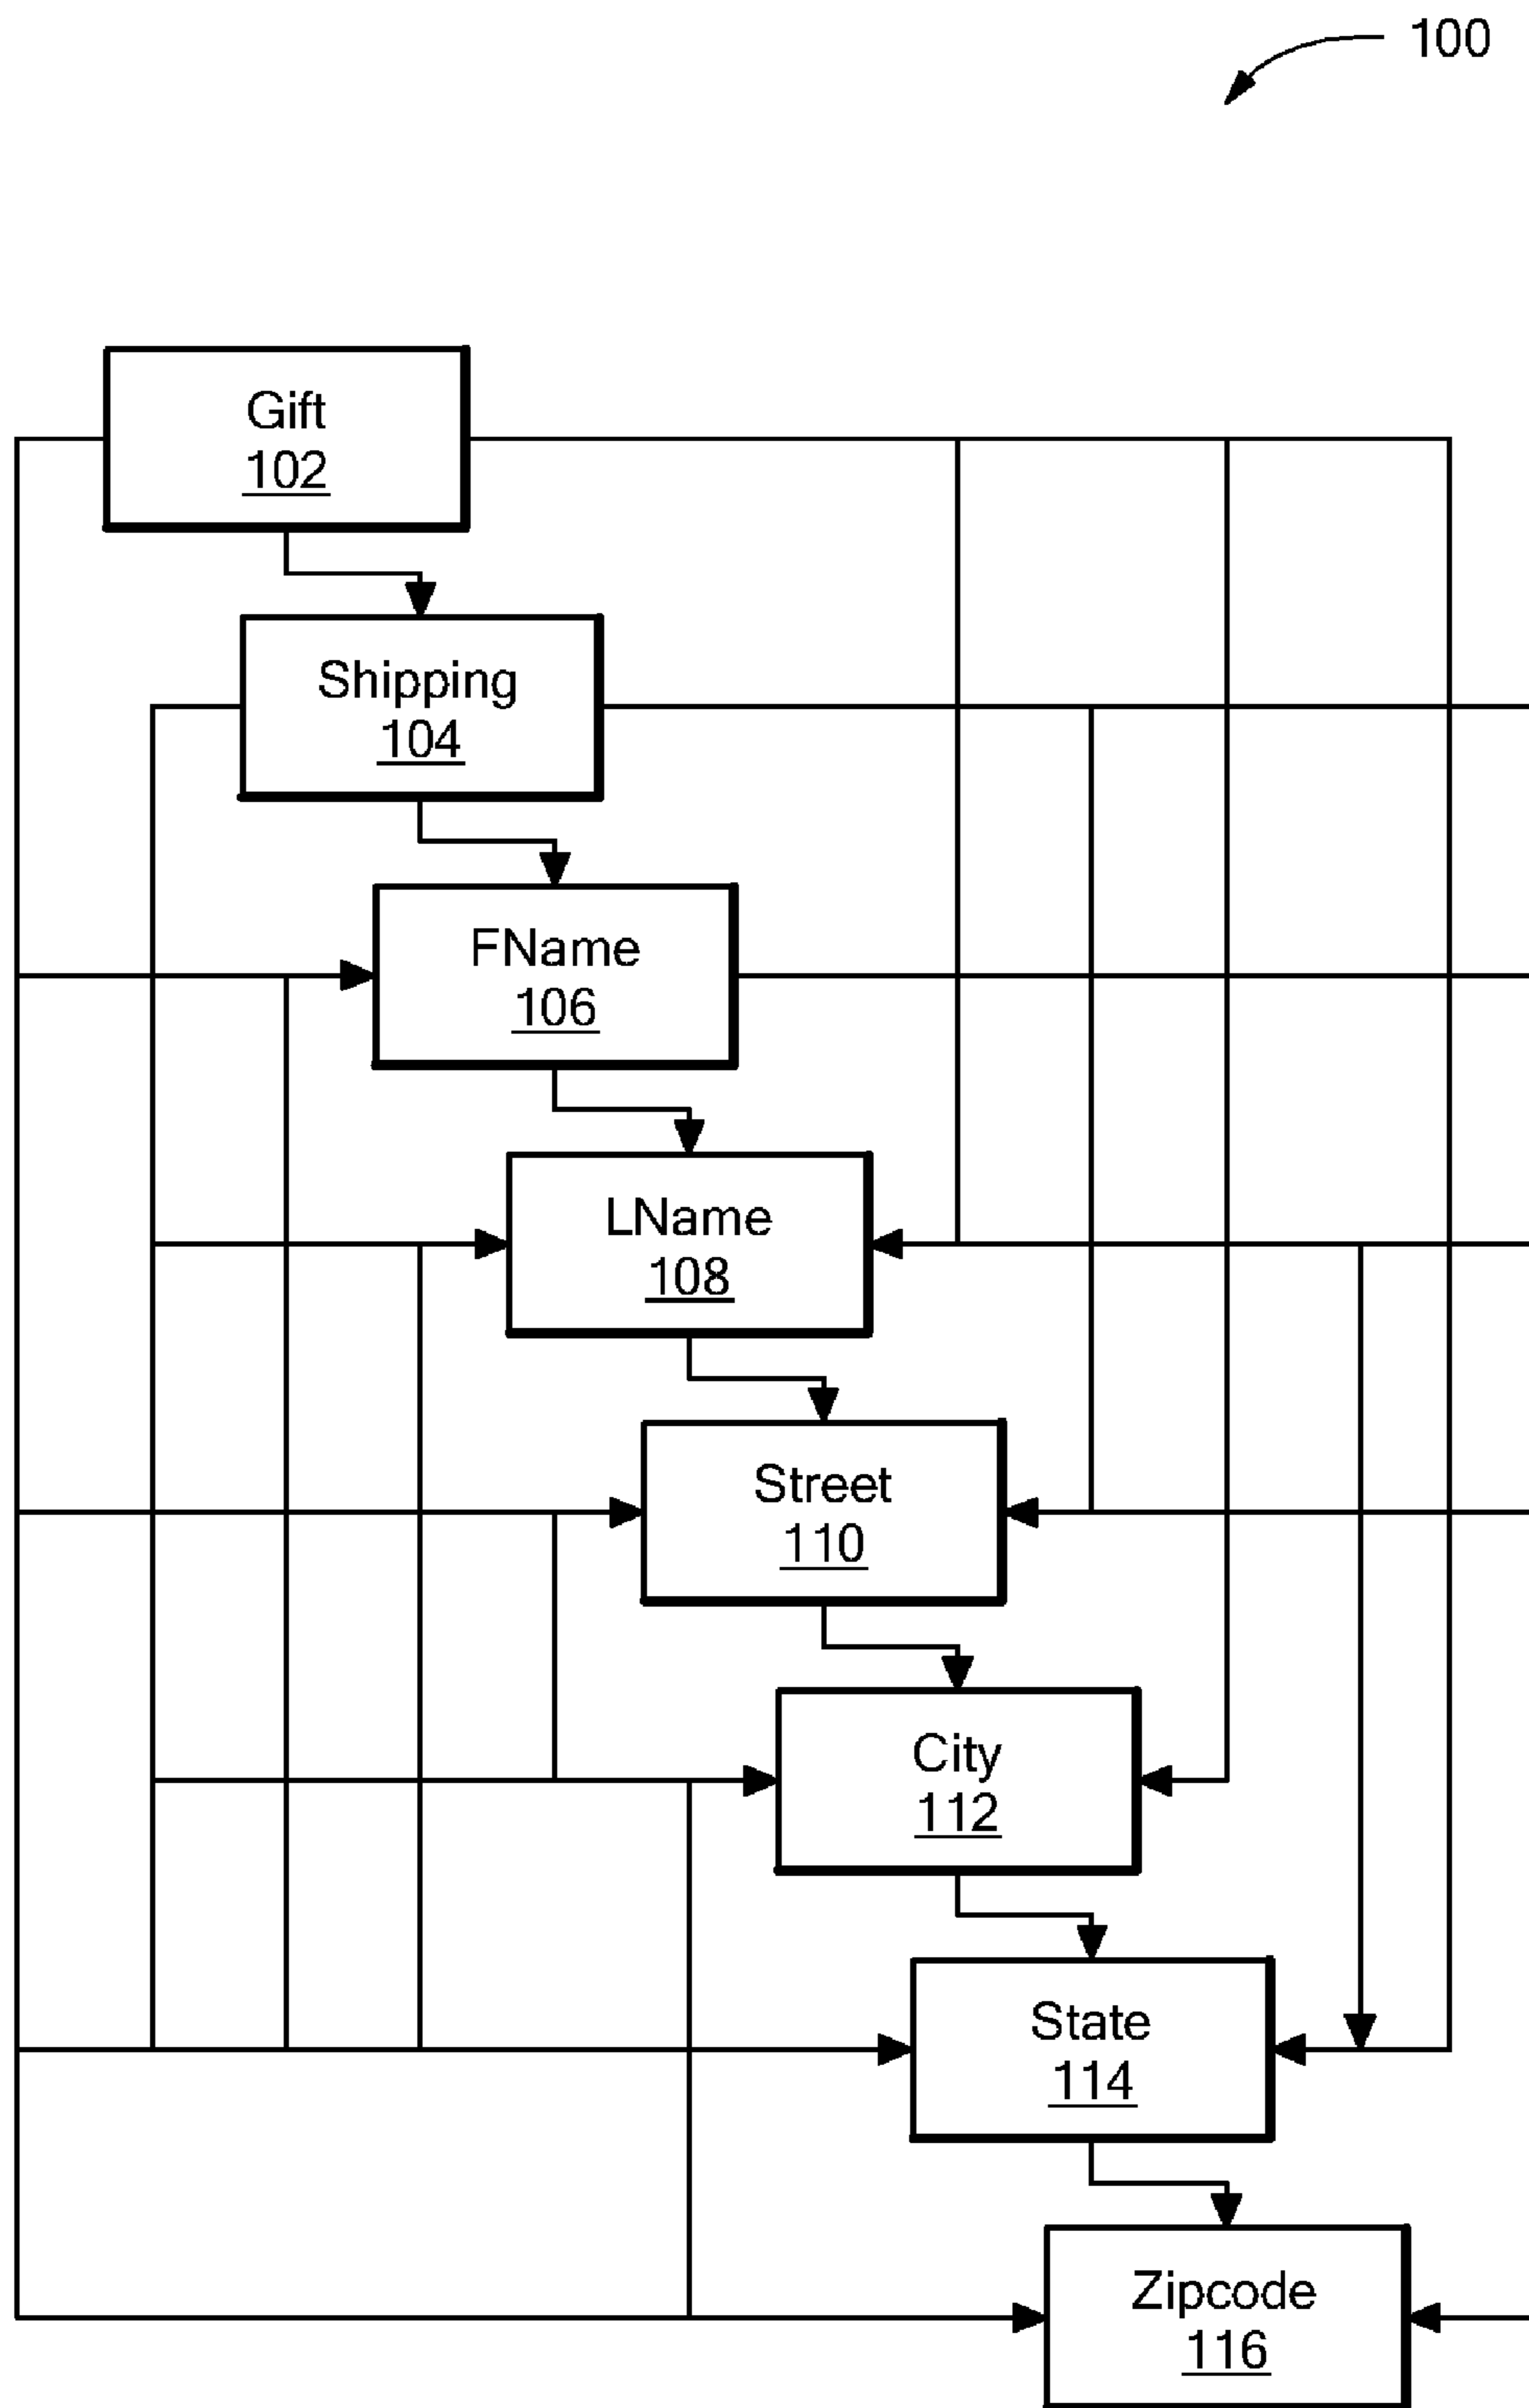 100
Gift
102
Shipping
104
FName
106
LName
108
Street
110
City
112
State
114
Zipcode
116